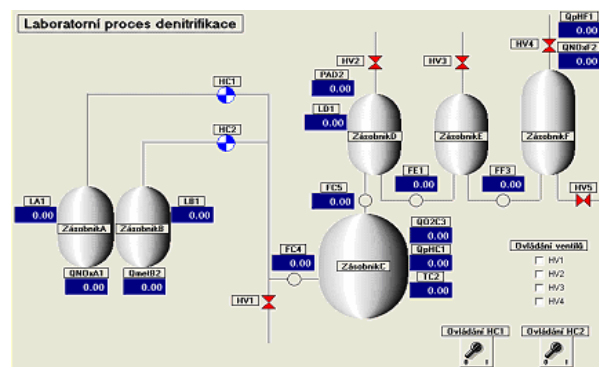 Laboratorní proces denitrifikace
QpHF1
0.00
HV4
QNOxF2
0.00
HV2
HV3
PAD2
0.00
HC1
LD1
0.00
ZásobníkD
ZásobníkE
ZásobníkF
HC2
FE1
0.00
FF3
0.00
FC5
0.00
HV5
LA1
0.00
LB1
0.00
ZásobníkA
ZásobníkB
QO2C3
0.00
QpHC1
0.00
TC2
0.00
FC4
0.00
ZásobníkC
QNOxA1
0.00
QmetB2
0.00
HV1
Ovládání ventilů
HV1
HV2
HV3
HV4
Ovládání HC1
0 1
Ovládání HC2
0 1